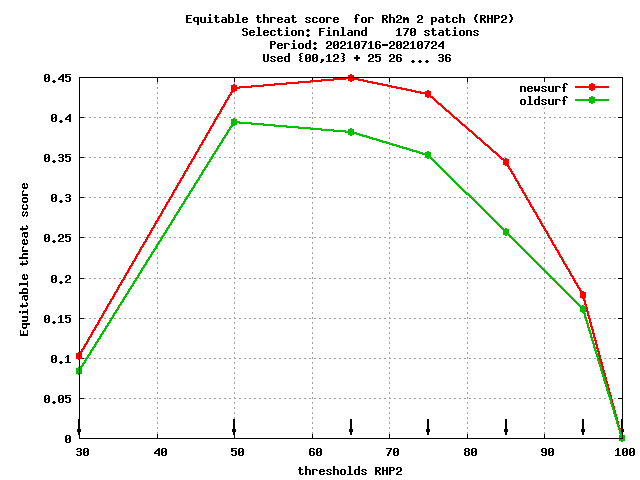 Equitable threat score  for Rh2m 2 patch (RHP2)
Selection: Finland    170 stations
Period: 20210716-20210724
Used {00,12} + 25 26 ... 36
newsurf
oldsurf
Equitable threat score
0.45
0.4
0.35
0.3
0.25
0.2
0.15
0.1
0.05
0
30 40 50 60 70 80 90 100
thresholds RHP2